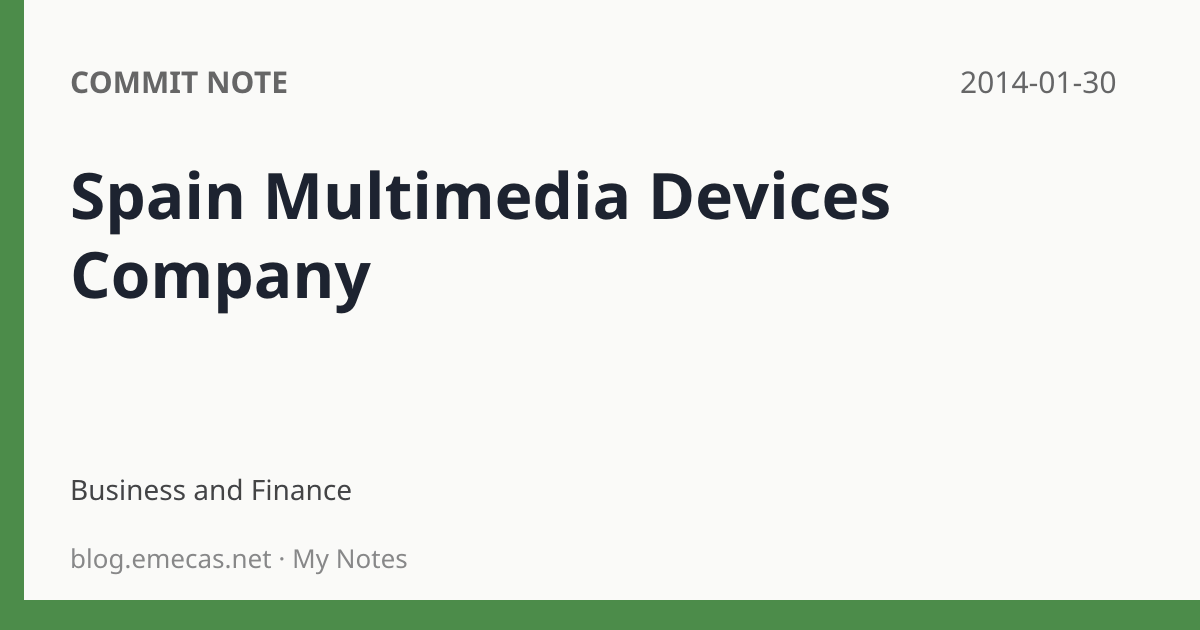 COMMIT NOTE
2014-01-30
Spain Multimedia Devices
Company
Business and Finance
blog.emecas.net · My Notes